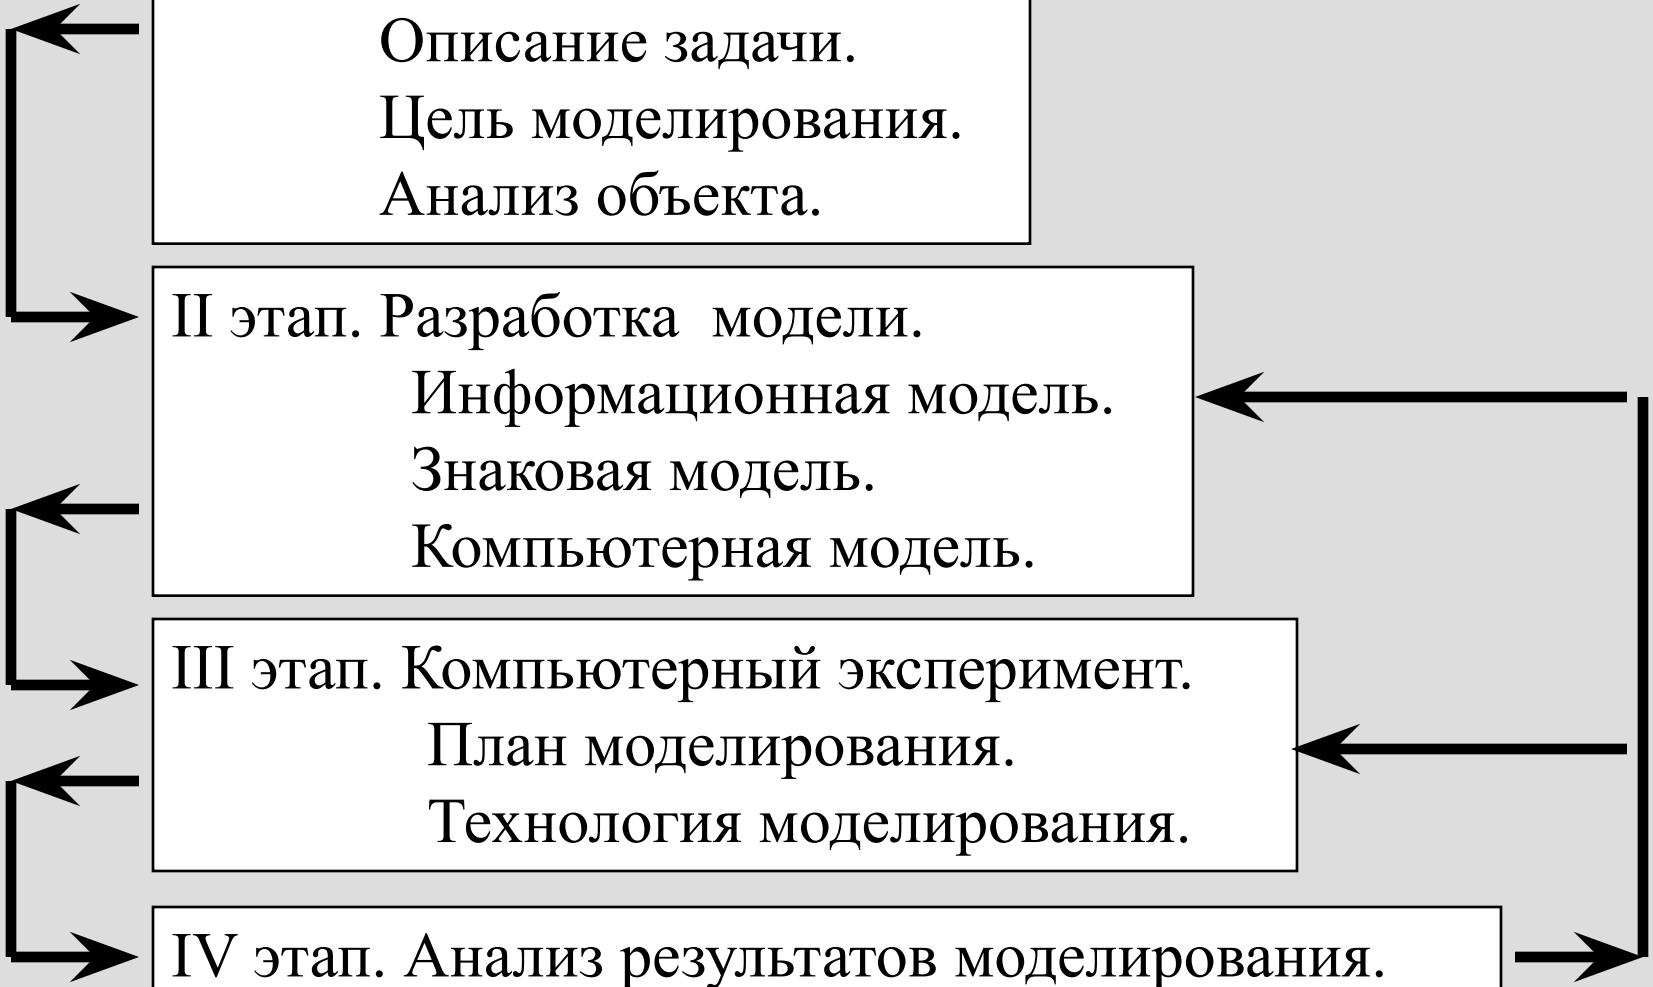 Описание задачи.
Цель моделирования.
Анализ объекта.
II этап. Разработка модели.
Информационная модель.
Знаковая модель.
Компьютерная модель.
III этап. Компьютерный эксперимент.
План моделирования.
Технология моделирования.
IV этап. Анализ результатов моделирования.